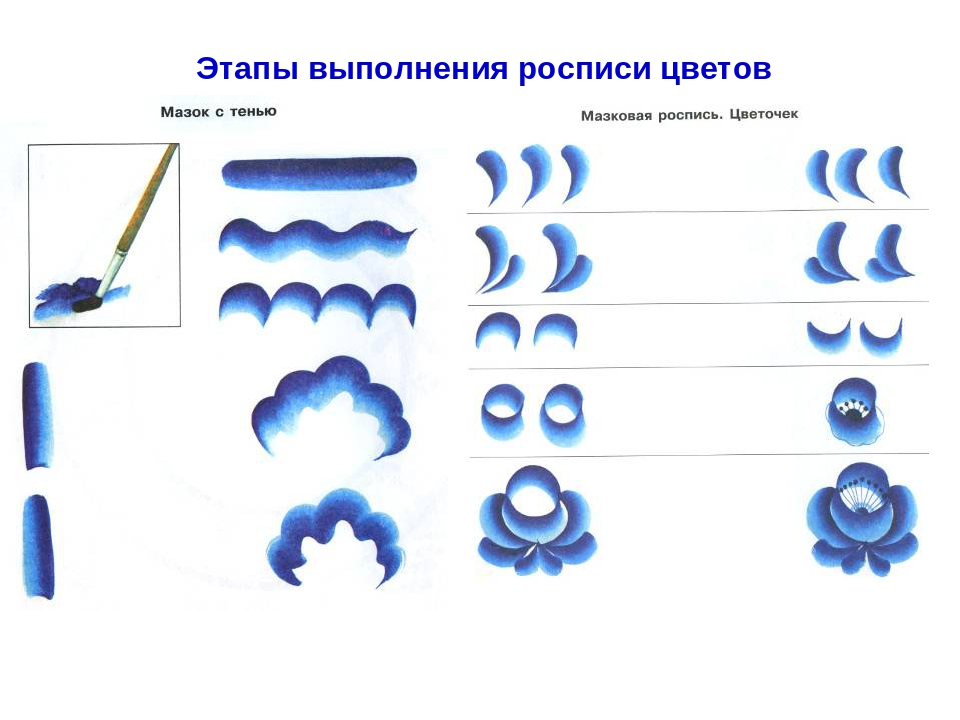 Этапы выполнения росписи цветов
Мазок с тенью
Мазковая роспись. Цветочек